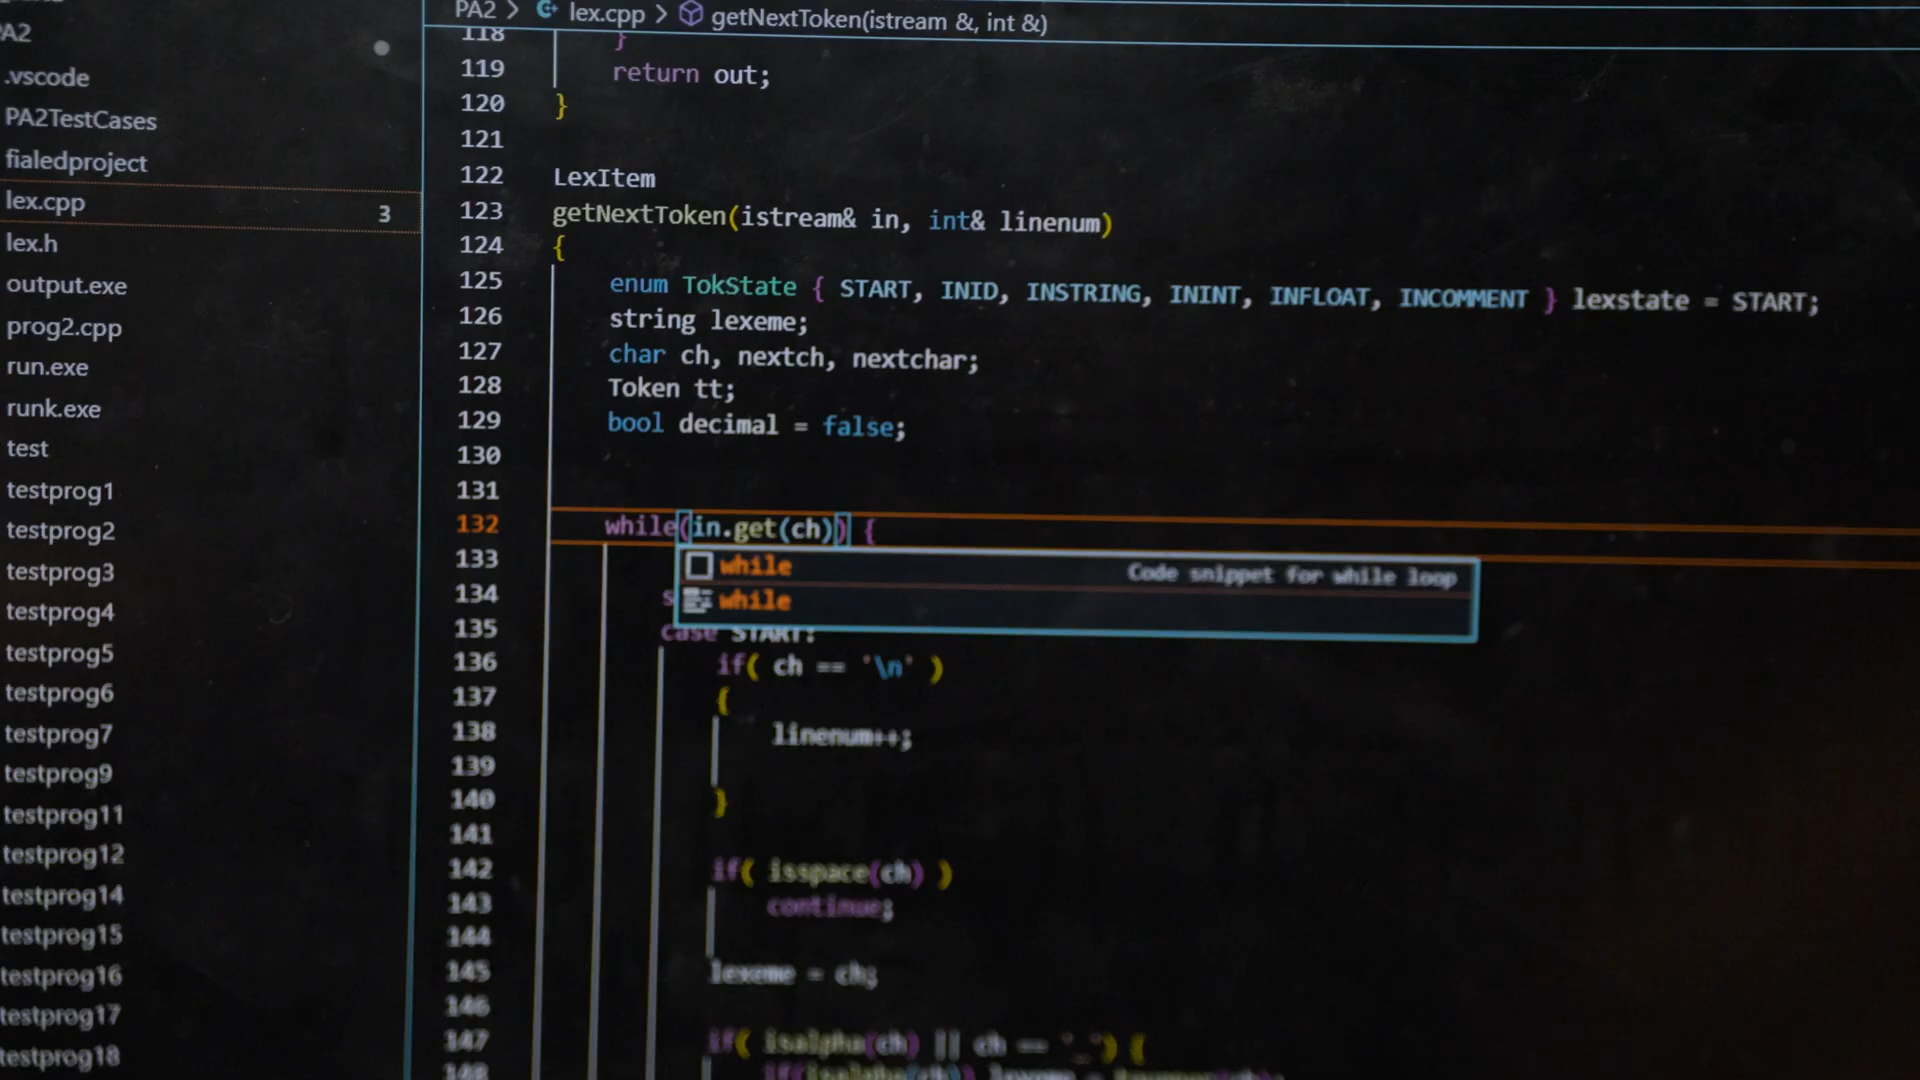 PA2 > lex.cpp > getNextToken(istream &, int &)
PA2
.vscode
PA2TestCases
fialedproject
lex.cpp 3
lex.h
output.exe
prog2.cpp
run.exe
runk.exe
test
testprog1
testprog2
testprog3
testprog4
testprog5
testprog6
testprog7
testprog9
testprog11
testprog12
testprog14
testprog15
testprog16
testprog17
testprog18
118 }
119 return out;
120 }
121
122 LexItem
123 getNextToken(istream& in, int& linenum)
124 {
125 enum TokState { START, INID, INSTRING, ININT, INFLOAT, INCOMMENT } lexstate = START;
126 string lexeme;
127 char ch, nextch, nextchar;
128 Token tt;
129 bool decimal = false;
130
131
132 while(in.get(ch)) {
while Code snippet for while loop
while
133
134 s
135 case START:
136 if( ch == '\n' )
137 {
138 linenum++;
139
140 }
141
142 if( isspace(ch) )
143 continue;
144
145 lexeme = ch;
146
147 if( isalpha(ch) || ch == '_') {
148